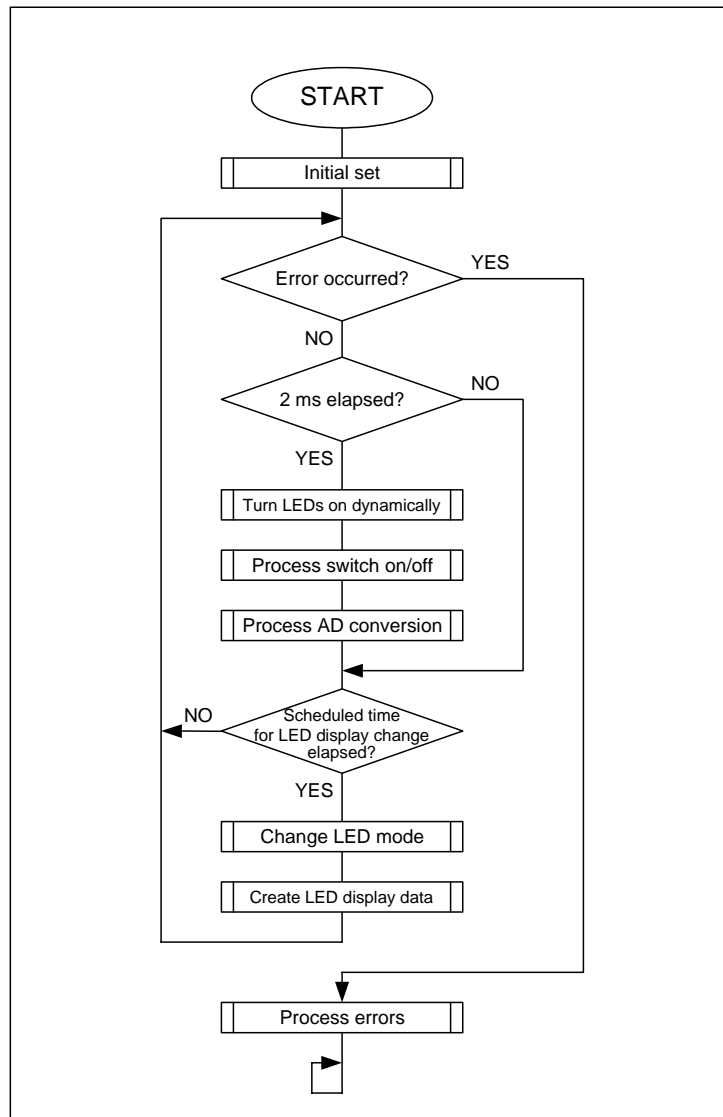 START
Initial set
Error occurred?
YES
NO
2 ms elapsed?
NO
YES
Turn LEDs on dynamically
Process switch on/off
Process AD conversion
NO
Scheduled time
for LED display change
elapsed?
YES
Change LED mode
Create LED display data
Process errors